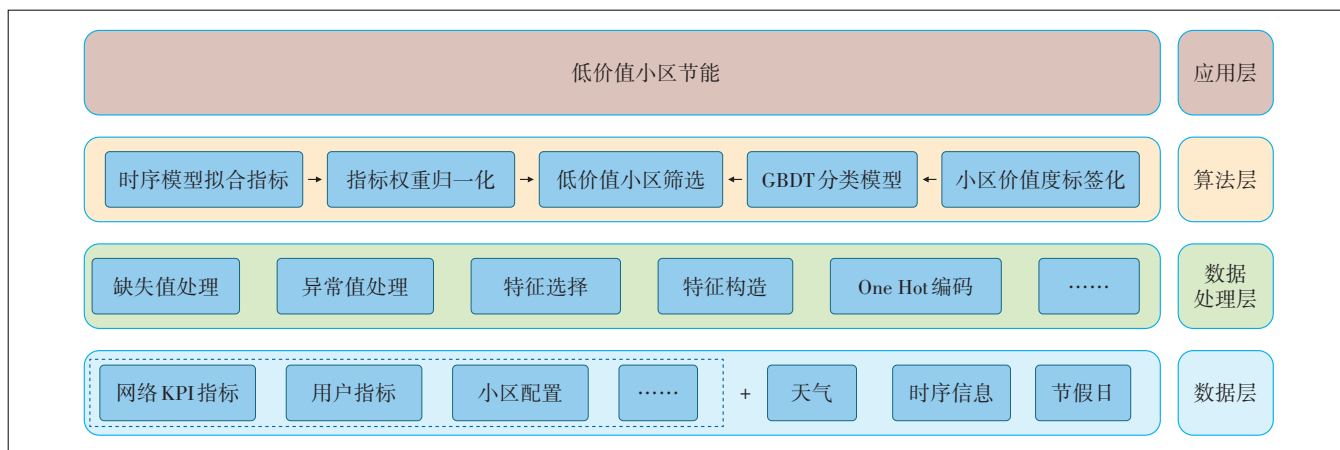 低价值小区节能
应用层
时序模型拟合指标
指标权重归一化
低价值小区筛选
GBDT分类模型
小区价值度标签化
算法层
缺失值处理
异常值处理
特征选择
特征构造
One Hot编码
……
数据
处理层
网络KPI指标
用户指标
小区配置
……
+
天气
时序信息
节假日
数据层